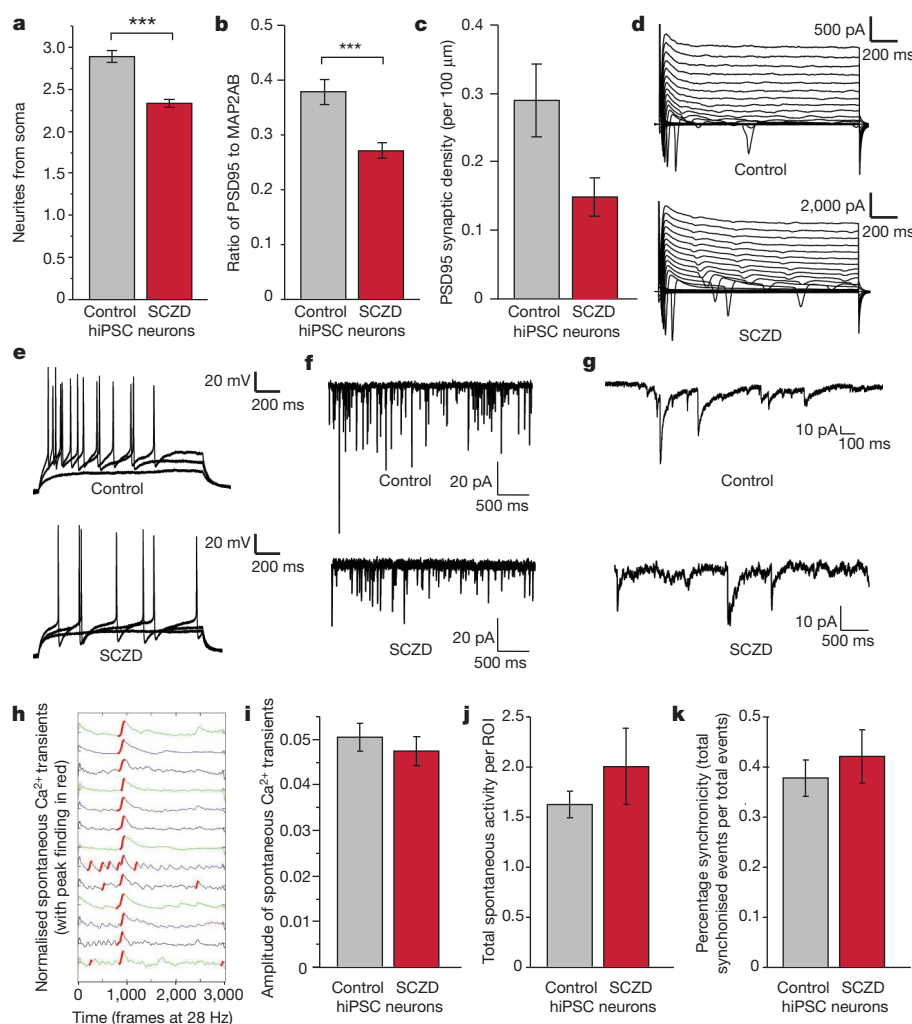 a
***
3.0
2.5
2.0
1.5
1.0
0.5
0
Neurites from soma
Control SCZD
hiPSC neurons
b
***
0.4
0.3
0.2
0.1
0
Ratio of PSD95 to MAP2AB
Control SCZD
hiPSC neurons
c
0.4
0.3
0.2
0.1
0
PSD95 synaptic density (per 100 μm)
Control SCZD
hiPSC neurons
d
500 pA
200 ms
Control
2,000 pA
200 ms
SCZD
e
20 mV
200 ms
Control
20 mV
200 ms
SCZD
f
Control
20 pA
500 ms
20 pA
SCZD
500 ms
g
10 pA
100 ms
Control
10 pA
500 ms
SCZD
h
Normalised spontaneous Ca2+ transients
(with peak finding in red)
0 1,000 2,000 3,000
Time (frames at 28 Hz)
i
0.05
0.04
0.03
0.02
0.01
0
Amplitude of spontaneous Ca2+ transients
Control SCZD
hiPSC neurons
j
2.5
2.0
1.5
1.0
1.5
0
Total spontaneous activity per ROI
Control SCZD
hiPSC neurons
k
0.5
0.4
0.3
0.2
0.1
0
Percentage synchronicity (total
synchonised events per total events)
Control SCZD
hiPSC neurons